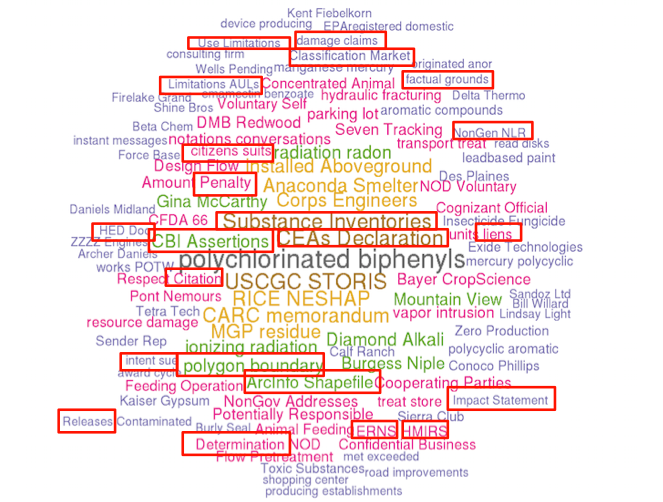 Kent Fiebelkorn
device producing EPAregistered domestic
Use Limitations damage claims
consulting firm Classification Market
Wells Pending manganese mercury originated anor
Limitations AULs Concentrated Animal factual grounds
Firelake Grand emamectin benzoate hydraulic fracturing Delta Thermo
Shine Bros Voluntary Self parking lot aromatic compounds
Beta Chem DMB Redwood Seven Tracking NonGen NLR
instant messages notations conversations transport treat read disks
Force Base citizens suits radiation radon leadbased paint
Design Flow Installed Aboveground Des Plaines
Amount Penalty Anaconda Smelter NOD Voluntary
Gina McCarthy Corps Engineers
Daniels Midland CFDA 66 Substance Inventories Cognizant Official
Insecticide Fungicide
HED Doc CBI Assertions CEAs Declaration units liens
ZZZZ Engines Exide Technologies
Archer Daniels polychlorinated biphenyls mercury polycyclic
works POTW
Respect Citation USCGC STORIS Bayer CropScience
Pont Nemours RICE NESHAP Mountain View Sandoz Ltd
Bill Willard
Tetra Tech CARC memorandum vapor intrusion Lindsay Light
resource damage MGP residue Zero Production
Sender Rep ionizing radiation Diamond Alkali polycyclic aromatic
Calf Ranch
intent sue polygon boundary Burgess Niple Conoco Phillips
award cycle
Feeding Operation ArcInfo Shapefile Cooperating Parties
Kaiser Gypsum NonGov Addresses treat store Impact Statement
Releases Contaminated Potentially Responsible Sierra Club
Burly Seal Animal Feeding ERNS HMIRS
Determination NOD Confidential Business
Flow Pretreatment met exceeded
Toxic Substances road improvements
shopping center
producing establishments